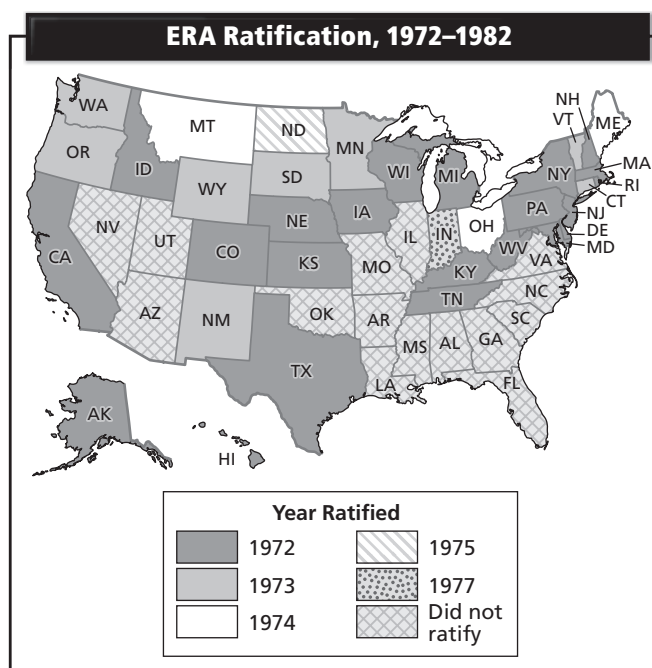 ERA Ratification, 1972–1982
WA
OR
CA
NV
ID
MT
WY
UT
AZ
CO
NM
ND
SD
NE
KS
OK
TX
MN
IA
MO
AR
LA
WI
IL
MI
IN
OH
KY
TN
MS
AL
GA
FL
SC
NC
VA
WV
PA
NY
NH
VT
ME
MA
RI
CT
NJ
DE
MD
AK
HI
Year Ratified
1972
1973
1974
1975
1977
Did not
ratify